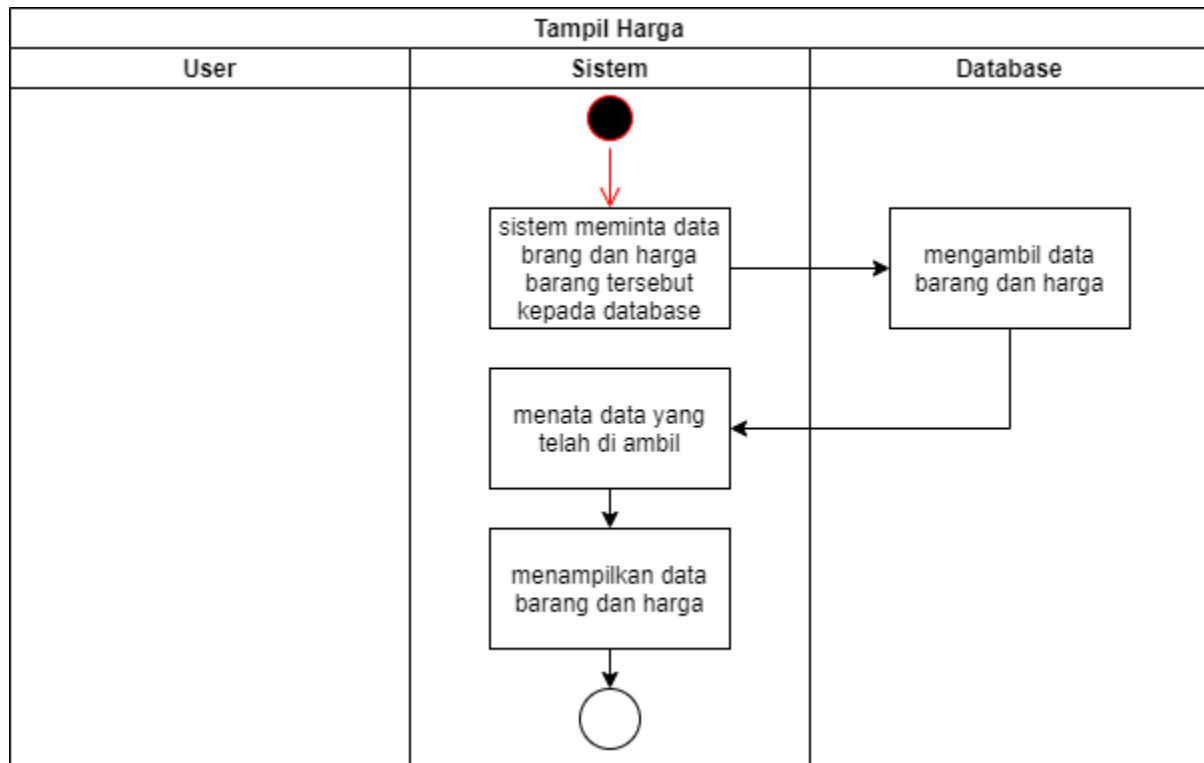 Tampil Harga
User
Sistem
Database
sistem meminta data
brang dan harga
barang tersebut
kepada database
mengambil data
barang dan harga
menata data yang
telah di ambil
menampilkan data
barang dan harga